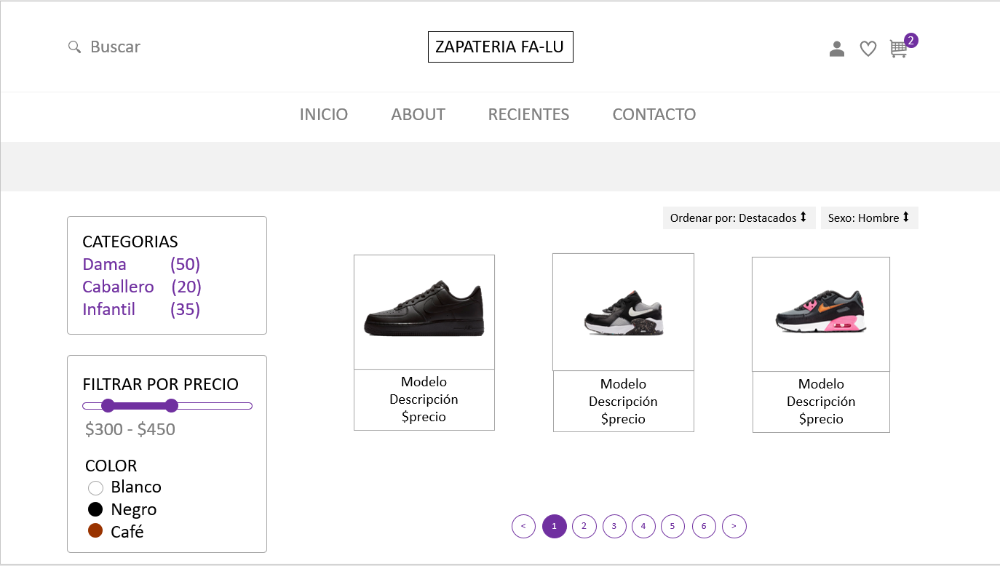 Buscar
ZAPATERIA FA-LU
2
INICIO ABOUT RECIENTES CONTACTO
Ordenar por: Destacados
Sexo: Hombre
CATEGORIAS
Dama (50)
Caballero (20)
Infantil (35)
FILTRAR POR PRECIO
$300 - $450
COLOR
Blanco
Negro
Café
Modelo
Descripción
$precio
Modelo
Descripción
$precio
Modelo
Descripción
$precio
< 1 2 3 4 5 6 >